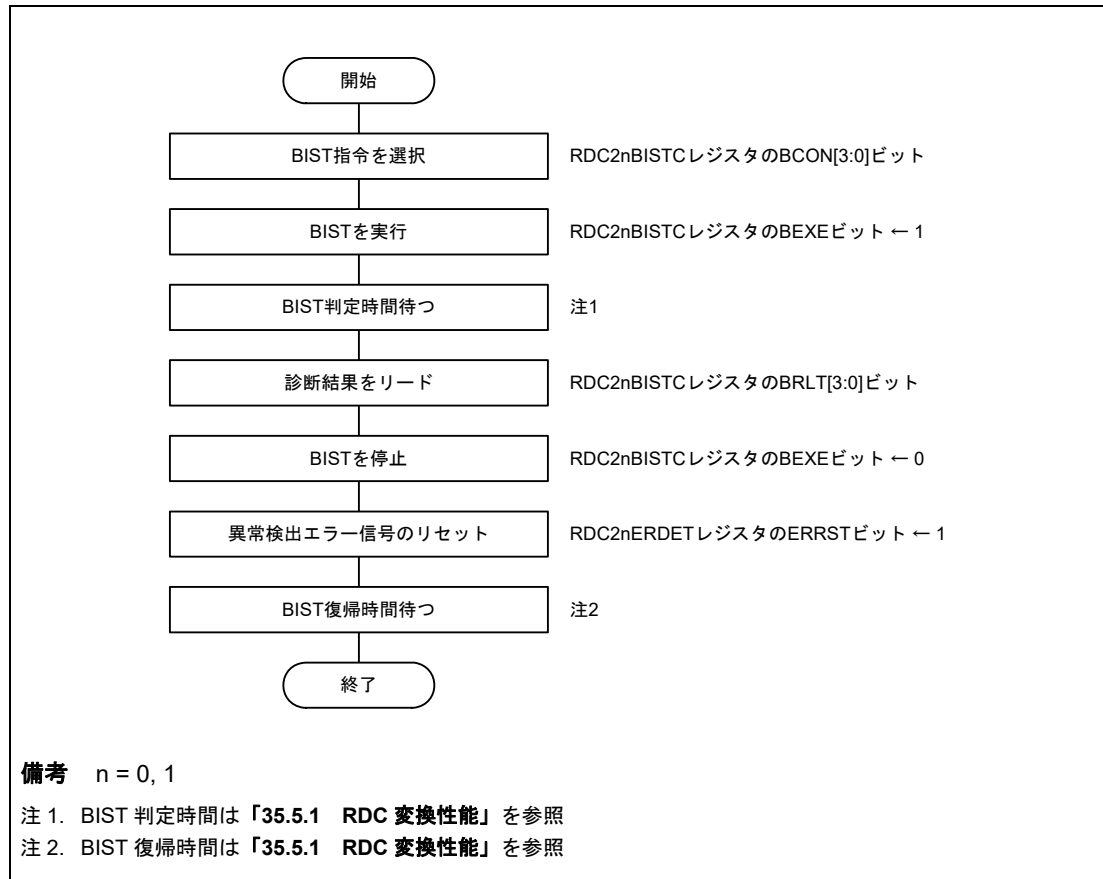 開始
BIST指令を選択 RDC2nBISTCレジスタのBCON[3:0]ビット
BISTを実行 RDC2nBISTCレジスタのBEXEビット ← 1
BIST判定時間待つ 注1
診断結果をリード RDC2nBISTCレジスタのBRLT[3:0]ビット
BISTを停止 RDC2nBISTCレジスタのBEXEビット ← 0
異常検出エラー信号のリセット RDC2nERDETレジスタのERRSTビット ← 1
BIST復帰時間待つ 注2
終了
備考 n = 0, 1
注 1. BIST 判定時間は「35.5.1 RDC 変換性能」を参照
注 2. BIST 復帰時間は「35.5.1 RDC 変換性能」を参照